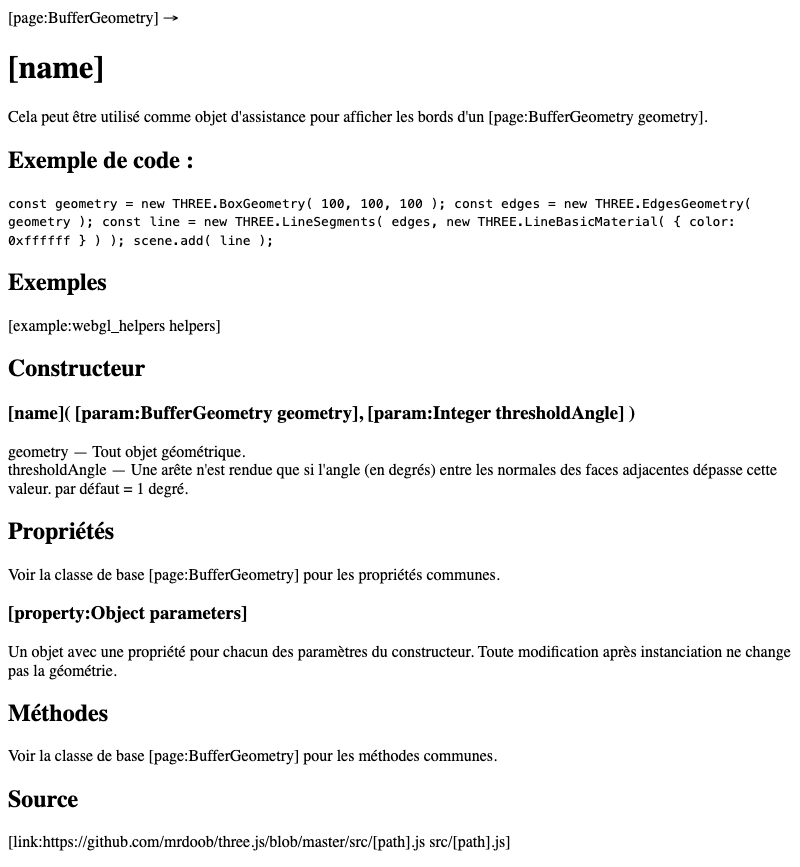 [page:BufferGeometry] →
[name]
Cela peut être utilisé comme objet d'assistance pour afficher les bords d'un [page:BufferGeometry geometry].
Exemple de code :
const geometry = new THREE.BoxGeometry( 100, 100, 100 ); const edges = new THREE.EdgesGeometry(
geometry ); const line = new THREE.LineSegments( edges, new THREE.LineBasicMaterial( { color:
0xffffff } ) ); scene.add( line );
Exemples
[example:webgl_helpers helpers]
Constructeur
[name]( [param:BufferGeometry geometry], [param:Integer thresholdAngle] )
geometry — Tout objet géométrique.
thresholdAngle — Une arête n'est rendue que si l'angle (en degrés) entre les normales des faces adjacentes dépasse cette
valeur. par défaut = 1 degré.
Propriétés
Voir la classe de base [page:BufferGeometry] pour les propriétés communes.
[property:Object parameters]
Un objet avec une propriété pour chacun des paramètres du constructeur. Toute modification après instanciation ne change
pas la géométrie.
Méthodes
Voir la classe de base [page:BufferGeometry] pour les méthodes communes.
Source
[link:https://github.com/mrdoob/three.js/blob/master/src/[path].js src/[path].js]